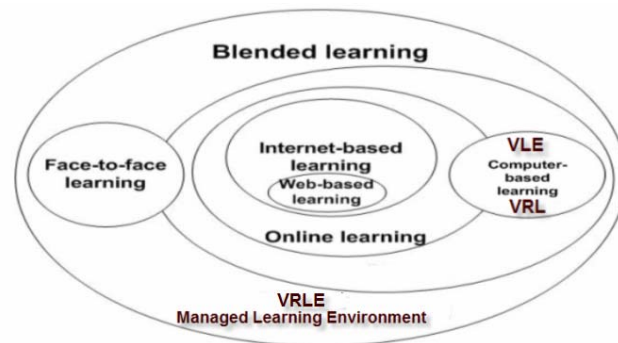 Blended learning
Face-to-face
learning
Internet-based
learning
Web-based
learning
Online learning
VLE
Computer-
based
learning
VRL
VRLE
Managed Learning Environment